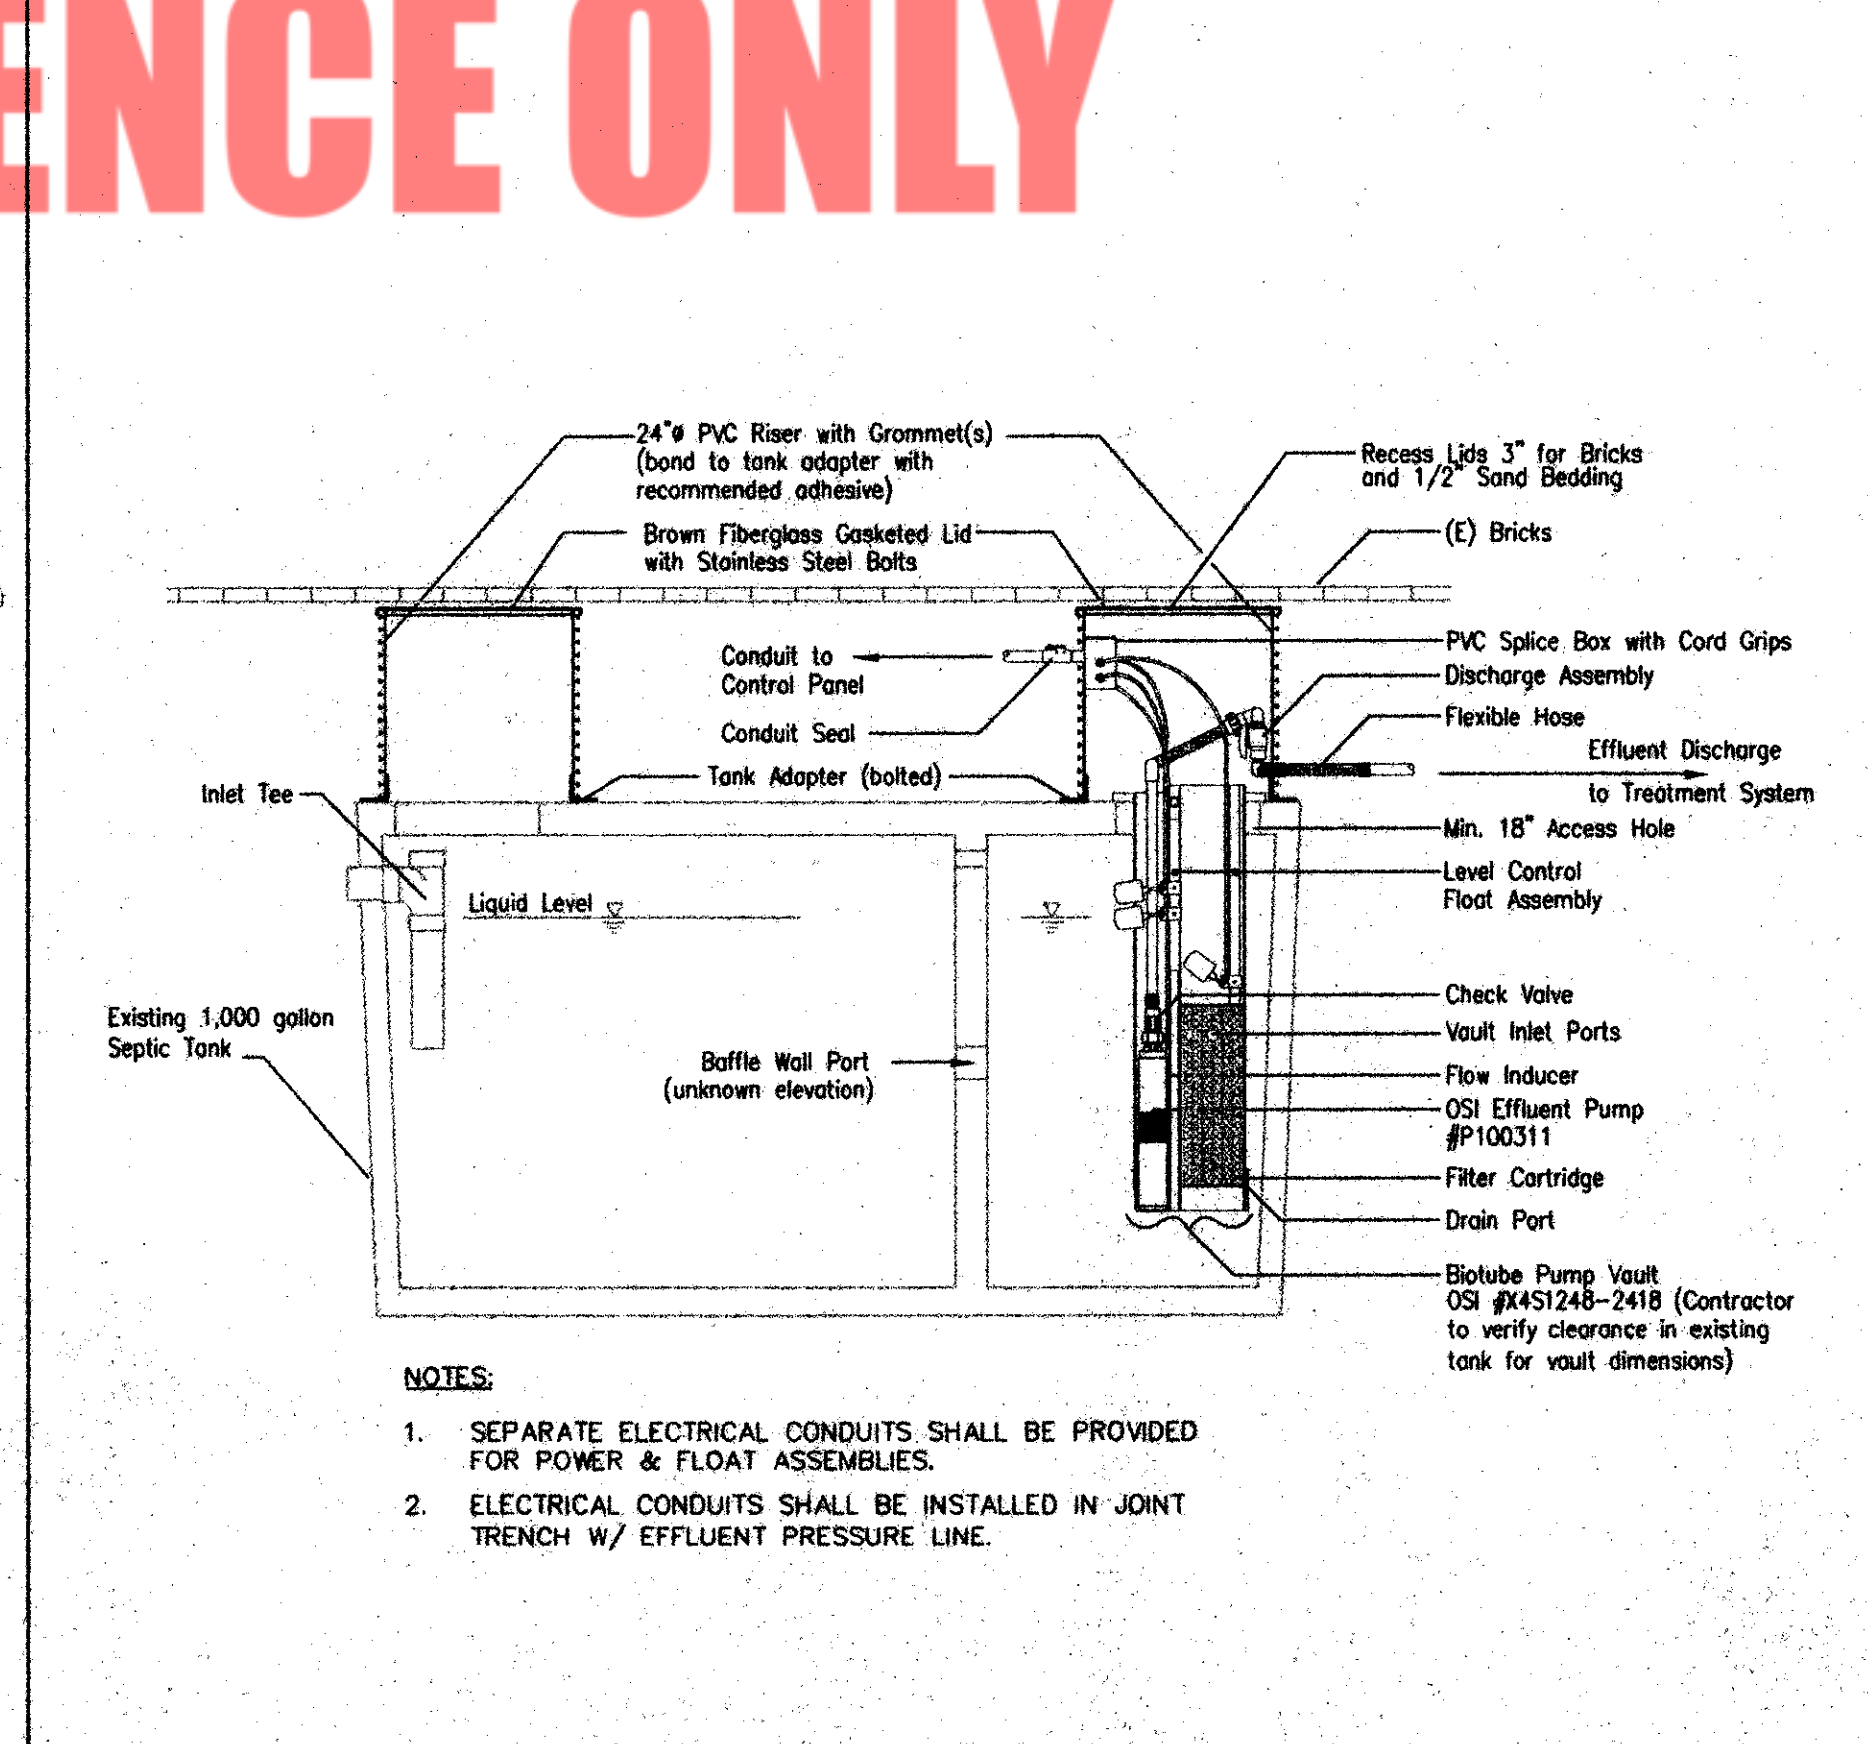 ENCE ONLY
24"ø PVC Riser with Grommet(s)
(bond to tank adapter with
recommended adhesive)
Recess Lids 3" for Bricks
and 1/2" Sand Bedding
Brown Fiberglass Gasketed Lid
with Stainless Steel Bolts
(E) Bricks
Conduit to
Control Panel
PVC Splice Box with Cord Grips
Discharge Assembly
Conduit Seal
Flexible Hose
Effluent Discharge
to Treatment System
Tank Adapter (bolted)
Inlet Tee
Min. 18" Access Hole
Level Control
Float Assembly
Liquid Level
Check Valve
Existing 1,000 gallon
Septic Tank
Vault Inlet Ports
Baffle Wall Port
(unknown elevation)
Flow Inducer
OSI Effluent Pump
#P100311
Filter Cartridge
Drain Port
Biotube Pump Vault
OSI #X4S1248-2418 (Contractor
to verify clearance in existing
tank for vault dimensions)
NOTES:
1. SEPARATE ELECTRICAL CONDUITS SHALL BE PROVIDED
FOR POWER & FLOAT ASSEMBLIES.
2. ELECTRICAL CONDUITS SHALL BE INSTALLED IN JOINT
TRENCH W/ EFFLUENT PRESSURE LINE.